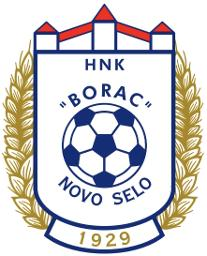 HNK
"BORAC"
NOVO SELO
1929